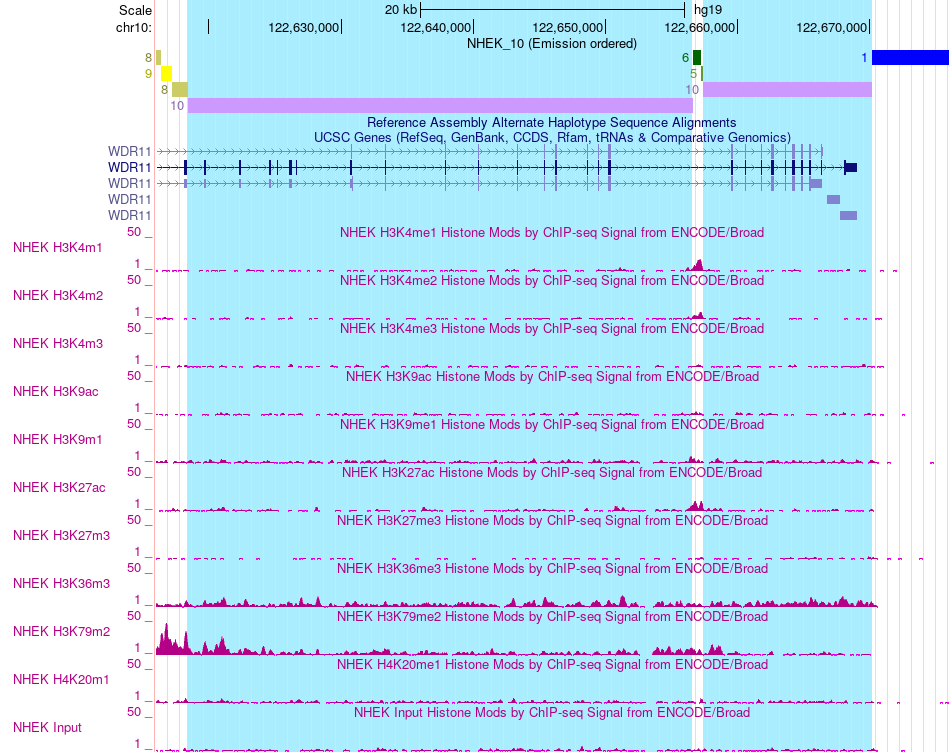 Scale 20 kb hg19
chr10: 122,630,000 122,640,000 122,650,000 122,660,000 122,670,000
NHEK_10 (Emission ordered)
8 6 1
9 5
8 10
10
Reference Assembly Alternate Haplotype Sequence Alignments
UCSC Genes (RefSeq, GenBank, CCDS, Rfam, tRNAs & Comparative Genomics)
WDR11
WDR11
WDR11
WDR11
WDR11
50 _ NHEK H3K4me1 Histone Mods by ChIP-seq Signal from ENCODE/Broad
NHEK H3K4m1
1 _
50 _ NHEK H3K4me2 Histone Mods by ChIP-seq Signal from ENCODE/Broad
NHEK H3K4m2
1 _
50 _ NHEK H3K4me3 Histone Mods by ChIP-seq Signal from ENCODE/Broad
NHEK H3K4m3
1 _
50 _ NHEK H3K9ac Histone Mods by ChIP-seq Signal from ENCODE/Broad
NHEK H3K9ac
1 _
50 _ NHEK H3K9me1 Histone Mods by ChIP-seq Signal from ENCODE/Broad
NHEK H3K9m1
1 _
50 _ NHEK H3K27ac Histone Mods by ChIP-seq Signal from ENCODE/Broad
NHEK H3K27ac
1 _
50 _ NHEK H3K27me3 Histone Mods by ChIP-seq Signal from ENCODE/Broad
NHEK H3K27m3
1 _
50 _ NHEK H3K36me3 Histone Mods by ChIP-seq Signal from ENCODE/Broad
NHEK H3K36m3
1 _
50 _ NHEK H3K79me2 Histone Mods by ChIP-seq Signal from ENCODE/Broad
NHEK H3K79m2
1 _
50 _ NHEK H4K20me1 Histone Mods by ChIP-seq Signal from ENCODE/Broad
NHEK H4K20m1
1 _
50 _ NHEK Input Histone Mods by ChIP-seq Signal from ENCODE/Broad
NHEK Input
1 _